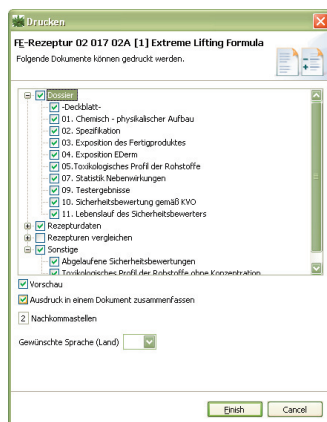 Drucken
FE-Rezeptur 02 017 02A [1] Extreme Lifting Formula
Folgende Dokumente können gedruckt werden.
Dossier
-Deckblatt-
01. Chemisch - physikalischer Aufbau
02. Spezifikation
03. Exposition des Fertigproduktes
04. Exposition EDerm
05.Toxikologisches Profil der Rohstoffe
07. Statistik Nebenwirkungen
09. Testergebnisse
10. Sicherheitsbewertung gemäß KVO
11. Lebenslauf des Sicherheitsbewerters
Rezepturdaten
Rezepturen vergleichen
Sonstige
Abgelaufene Sicherheitsbewertungen
Toxikologisches Profil der Rohstoffe ohne Konzentration
Vorschau
Ausdruck in einem Dokument zusammenfassen
2 Nachkommastellen
Gewünschte Sprache (Land)
Finish Cancel